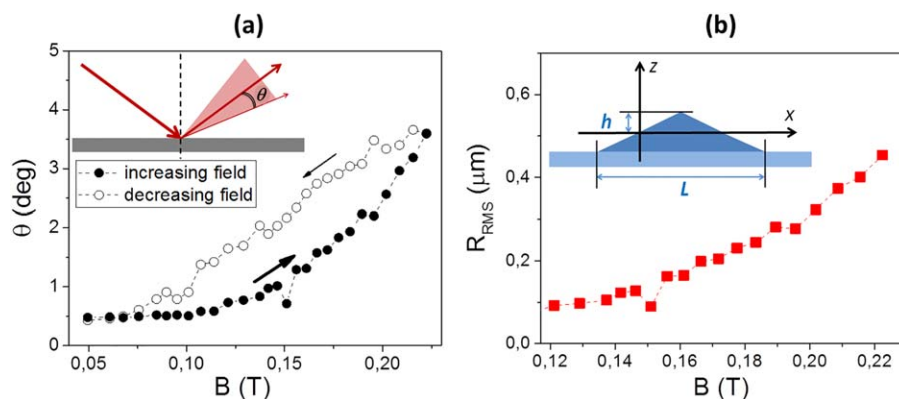 (a)
5
4
3
2
1
0
θ (deg)
θ
increasing field
decreasing field
0,05
0,10
0,15
0,20
B (T)
(b)
0,6
0,4
0,2
0,0
R_RMS (μm)
z
x
h
L
0,12
0,14
0,16
0,18
0,20
0,22
B (T)